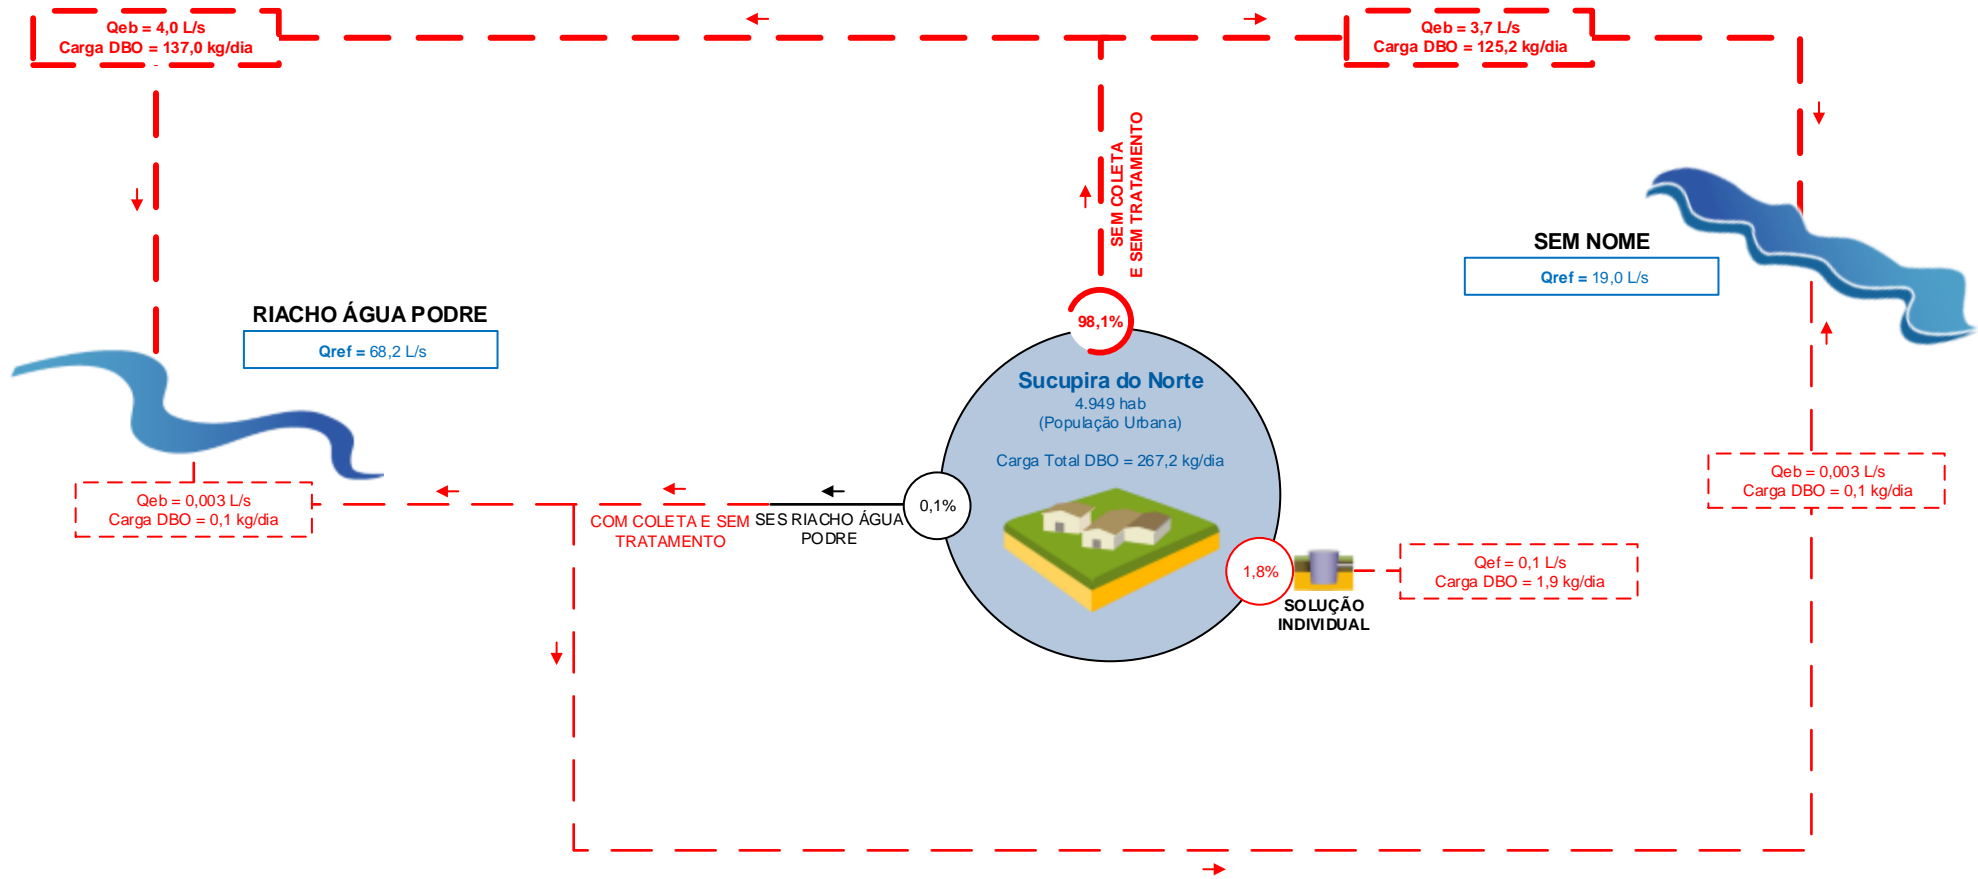 Qeb = 4,0 L/s
Carga DBO = 137,0 kg/dia
Qeb = 3,7 L/s
Carga DBO = 125,2 kg/dia
SEM COLETA
E SEM TRATAMENTO
SEM NOME
Qref = 19,0 L/s
RIACHO ÁGUA PODRE
Qref = 68,2 L/s
98,1%
Sucupira do Norte
4.949 hab
(População Urbana)
Carga Total DBO = 267,2 kg/dia
Qeb = 0,003 L/s
Carga DBO = 0,1 kg/dia
COM COLETA E SEM
TRATAMENTO
SES RIACHO ÁGUA
PODRE
0,1%
Qeb = 0,003 L/s
Carga DBO = 0,1 kg/dia
1,8%
SOLUÇÃO
INDIVIDUAL
Qef = 0,1 L/s
Carga DBO = 1,9 kg/dia